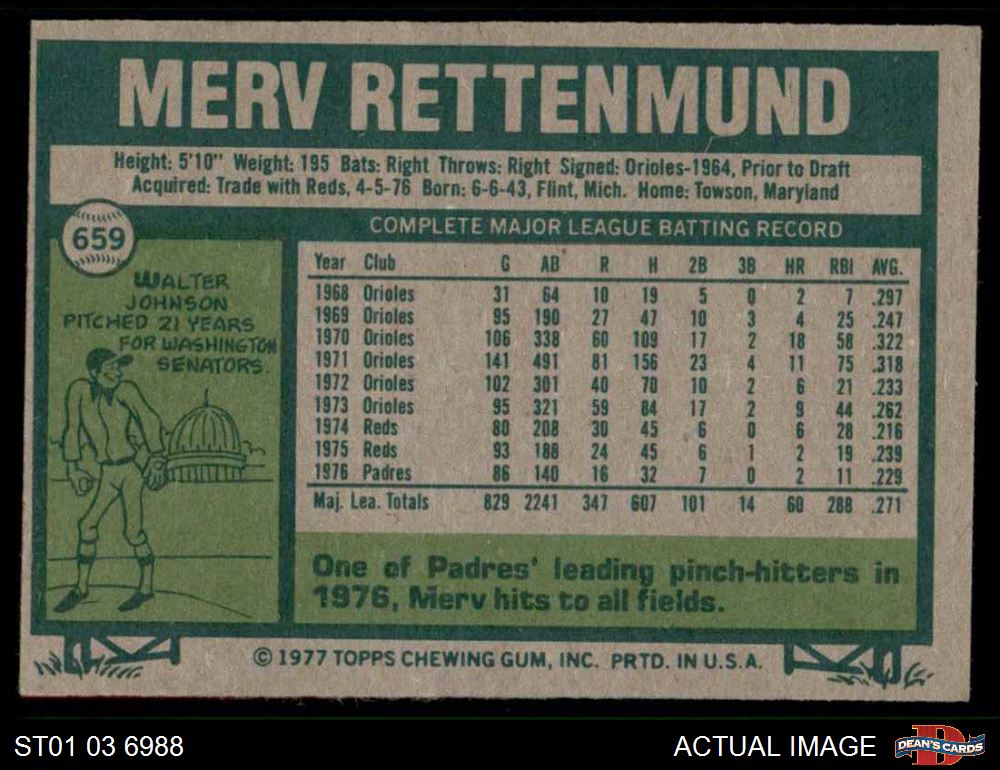 MERV RETTENMUND
Height: 5'10" Weight: 195 Bats: Right Throws: Right Signed: Orioles-1964, Prior to Draft
Acquired: Trade with Reds, 4-5-76 Born: 6-6-43, Flint, Mich. Home: Towson, Maryland
659
COMPLETE MAJOR LEAGUE BATTING RECORD
WALTER
JOHNSON
PITCHED 21 YEARS
FOR WASHINGTON
SENATORS.
Year Club G AB R H 2B 3B HR RBI AVG.
1968 Orioles 31 64 10 19 5 0 2 7 .297
1969 Orioles 95 190 27 47 10 3 4 25 .247
1970 Orioles 106 338 60 109 17 2 18 58 .322
1971 Orioles 141 491 81 156 23 4 11 75 .318
1972 Orioles 102 301 40 70 10 2 6 21 .233
1973 Orioles 95 321 59 84 17 2 9 44 .262
1974 Reds 80 208 30 45 6 0 6 28 .216
1975 Reds 93 188 24 45 6 1 2 19 .239
1976 Padres 86 140 16 32 7 0 2 11 .229
Maj. Lea. Totals 829 2241 347 607 101 14 60 288 .271
One of Padres' leading pinch-hitters in
1976, Merv hits to all fields.
© 1977 TOPPS CHEWING GUM, INC. PRTD. IN U.S.A.
ST01 03 6988
ACTUAL IMAGE
D
DEAN'S CARDS